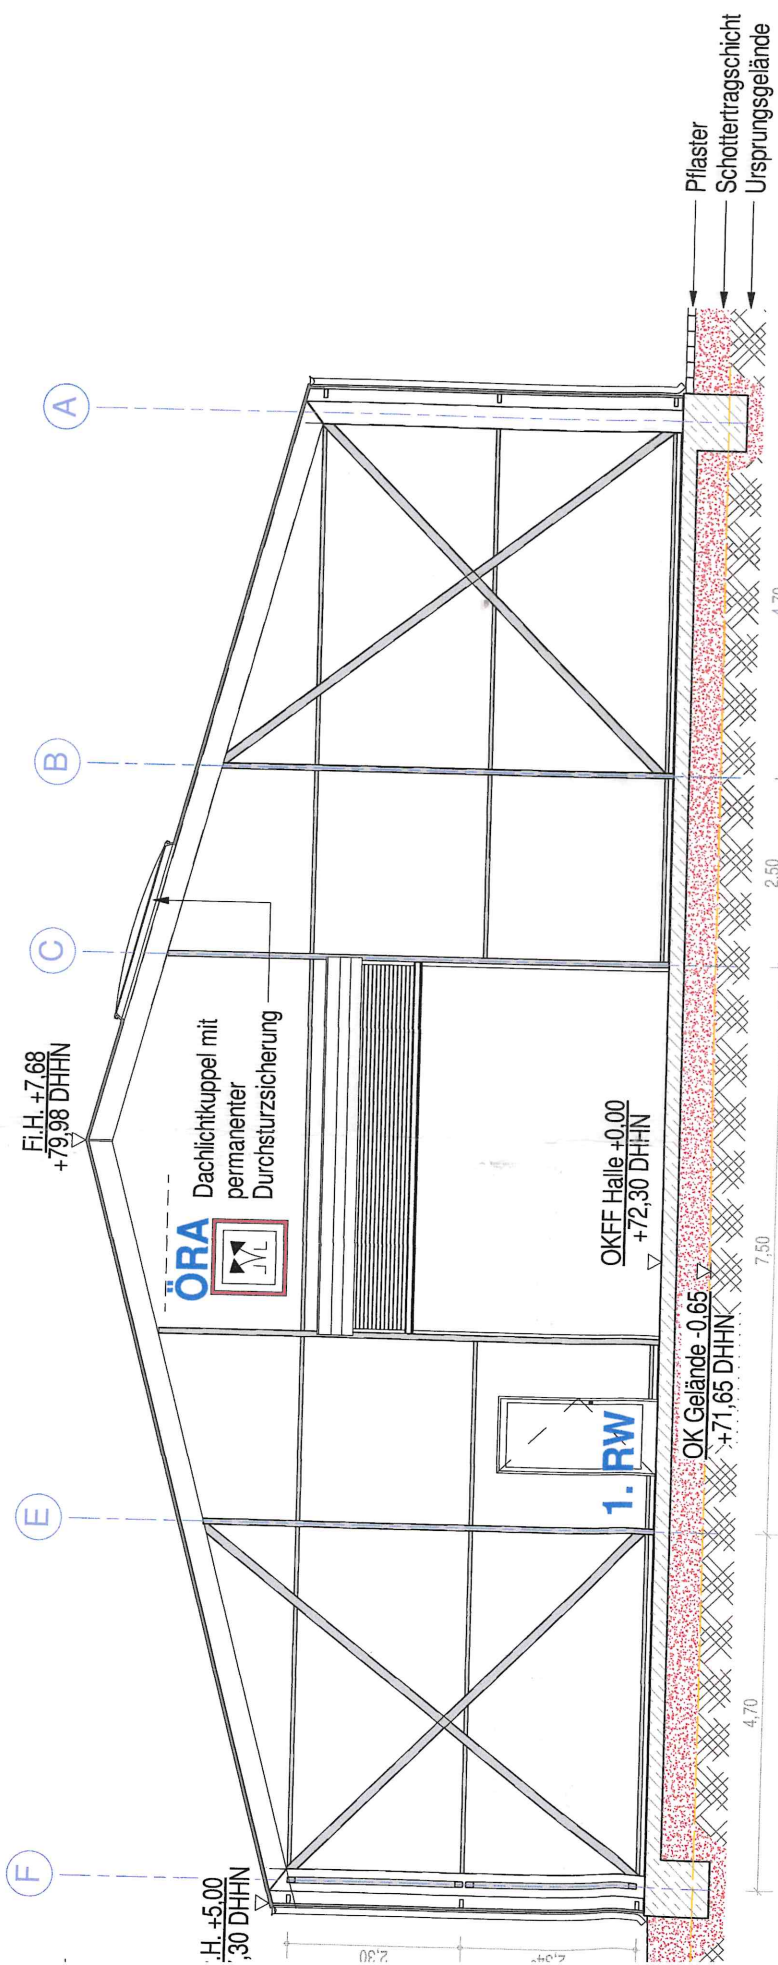 F
E
C
B
A
Fi.H. +7,68
+79,98 DHHN
.H. +5,00
,30 DHHN
ÖRA
Dachlichtkuppel mit
permanenter
Durchsturzsicherung
1. RW
OKFF Halle +0,00
+72,30 DHHN
OK Gelände -0,65
+71,65 DHHN
Pflaster
Schottertragschicht
Ursprungsgelände
2,30
4,70
7,50
2,50
4,70